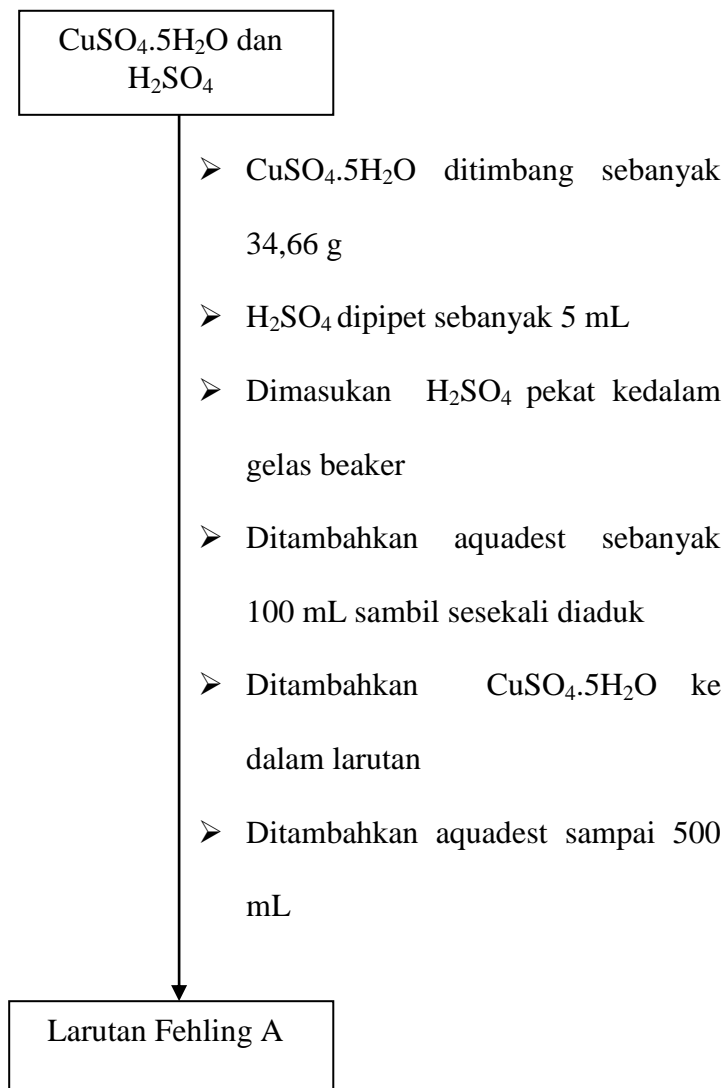 CuSO₄.5H₂O dan
H₂SO₄
➢ CuSO₄.5H₂O ditimbang sebanyak
34,66 g
➢ H₂SO₄ dipipet sebanyak 5 mL
➢ Dimasukan H₂SO₄ pekat kedalam
gelas beaker
➢ Ditambahkan aquadest sebanyak
100 mL sambil sesekali diaduk
➢ Ditambahkan CuSO₄.5H₂O ke
dalam larutan
➢ Ditambahkan aquadest sampai 500
mL
Larutan Fehling A